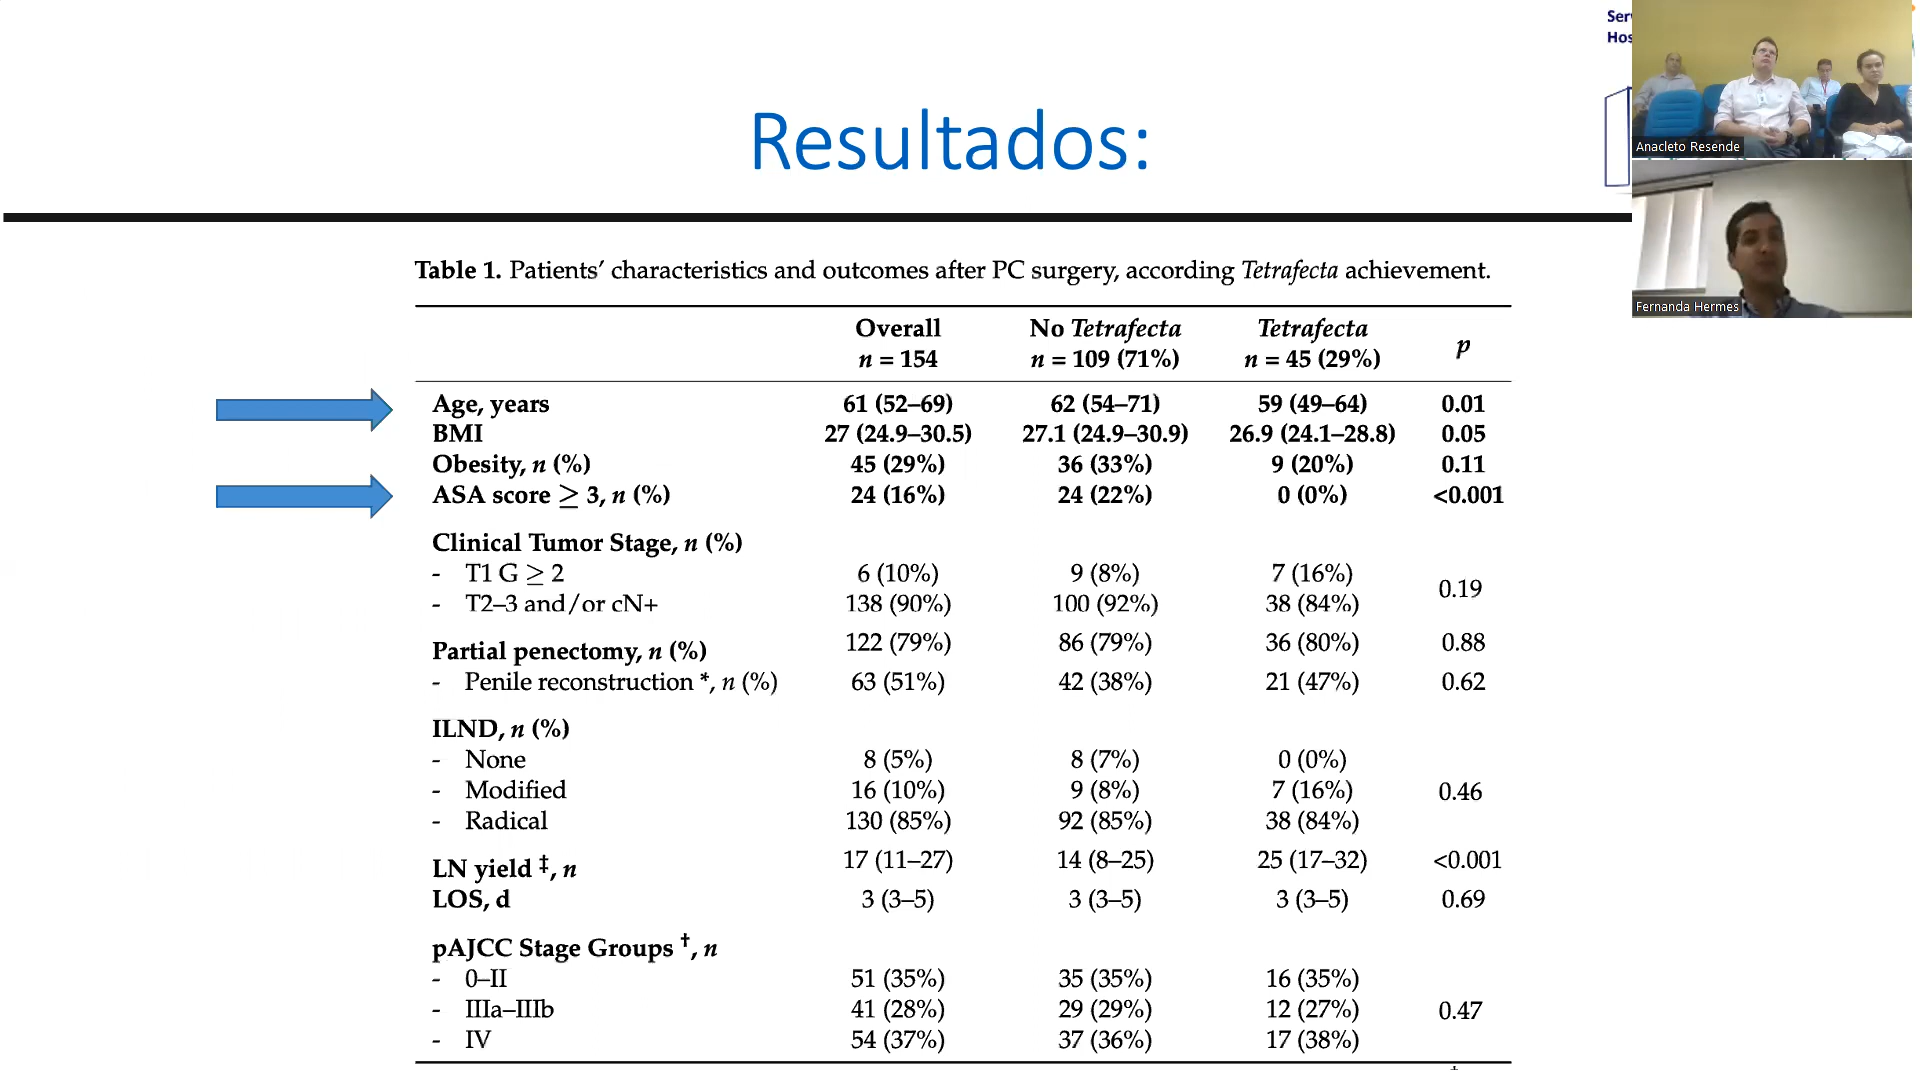 Ser
Hos
Anacleto Resende
Fernanda Hermes
Resultados:
Table 1. Patients’ characteristics and outcomes after PC surgery, according Tetrafecta achievement.
Overall n = 154 No Tetrafecta n = 109 (71%) Tetrafecta n = 45 (29%) p
Age, years 61 (52–69) 62 (54–71) 59 (49–64) 0.01
BMI 27 (24.9–30.5) 27.1 (24.9–30.9) 26.9 (24.1–28.8) 0.05
Obesity, n (%) 45 (29%) 36 (33%) 9 (20%) 0.11
ASA score ≥ 3, n (%) 24 (16%) 24 (22%) 0 (0%) <0.001
Clinical Tumor Stage, n (%)
- T1 G ≥ 2 6 (10%) 9 (8%) 7 (16%)
0.19
- T2–3 and/or cN+ 138 (90%) 100 (92%) 38 (84%)
Partial penectomy, n (%) 122 (79%) 86 (79%) 36 (80%) 0.88
- Penile reconstruction *, n (%) 63 (51%) 42 (38%) 21 (47%) 0.62
ILND, n (%)
- None 8 (5%) 8 (7%) 0 (0%)
- Modified 16 (10%) 9 (8%) 7 (16%) 0.46
- Radical 130 (85%) 92 (85%) 38 (84%)
LN yield ‡, n 17 (11–27) 14 (8–25) 25 (17–32) <0.001
LOS, d 3 (3–5) 3 (3–5) 3 (3–5) 0.69
pAJCC Stage Groups †, n
- 0–II 51 (35%) 35 (35%) 16 (35%)
- IIIa–IIIb 41 (28%) 29 (29%) 12 (27%) 0.47
- IV 54 (37%) 37 (36%) 17 (38%)